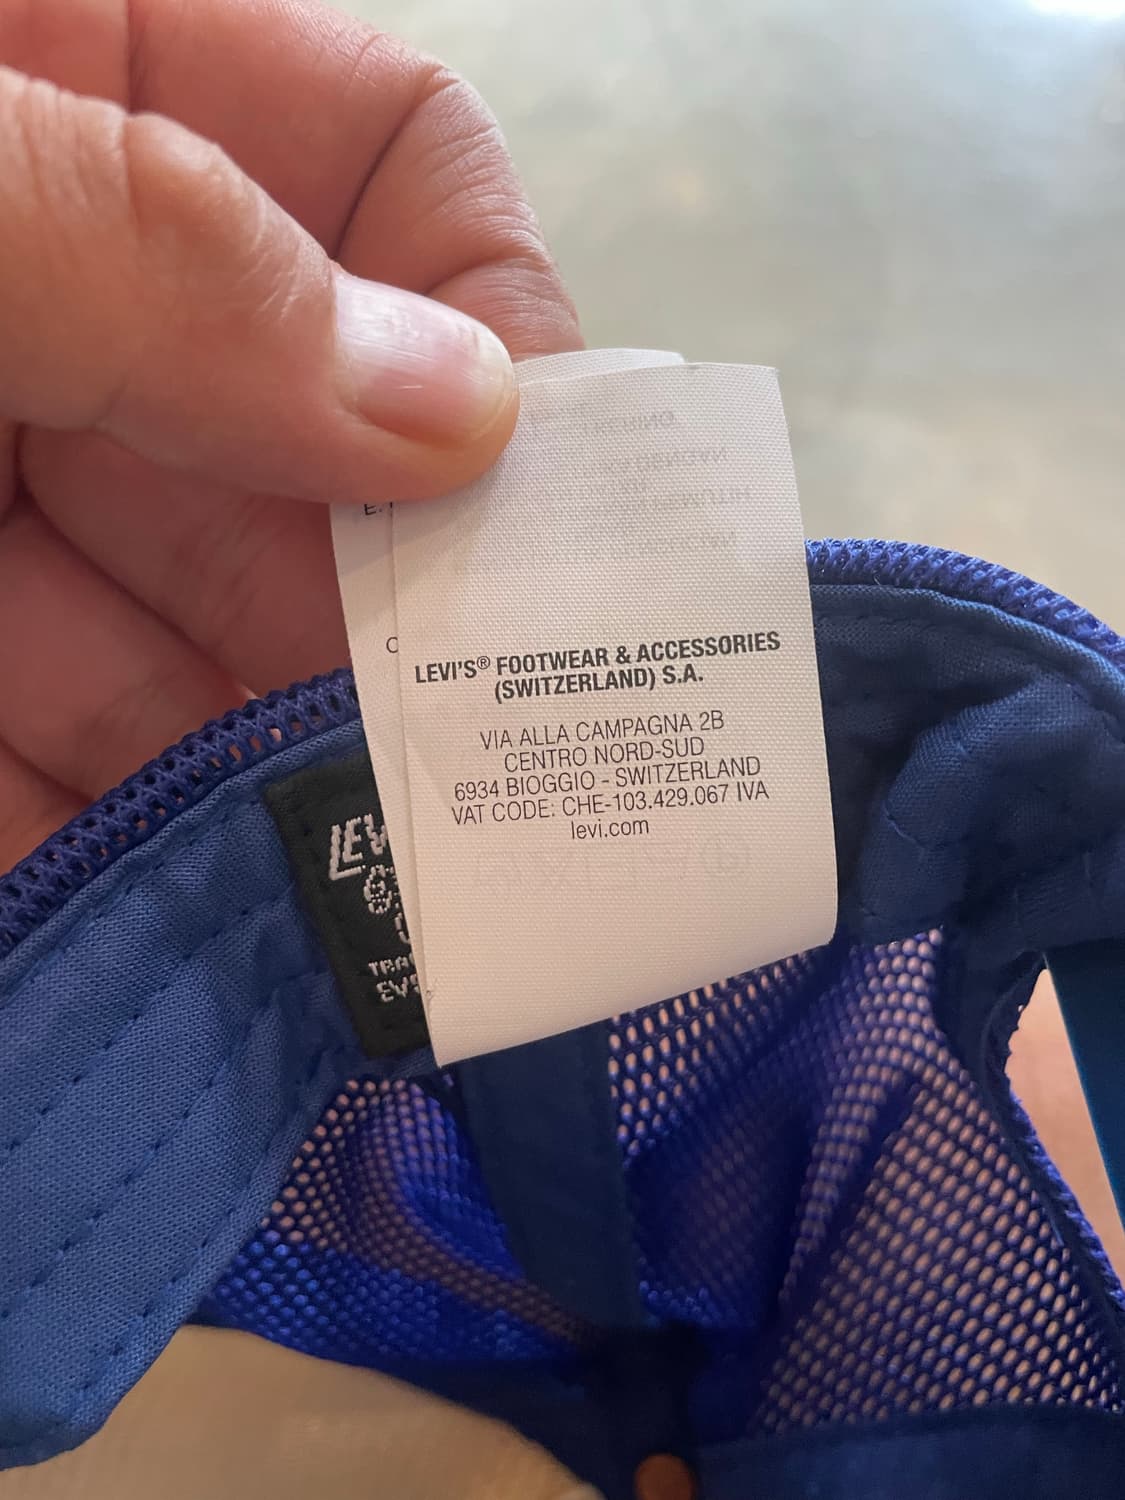 LEVI'S® FOOTWEAR & ACCESSORIES
(SWITZERLAND) S.A.
VIA ALLA CAMPAGNA 2B
CENTRO NORD-SUD
6934 BIOGGIO - SWITZERLAND
VAT CODE: CHE-103.429.067 IVA
levi.com